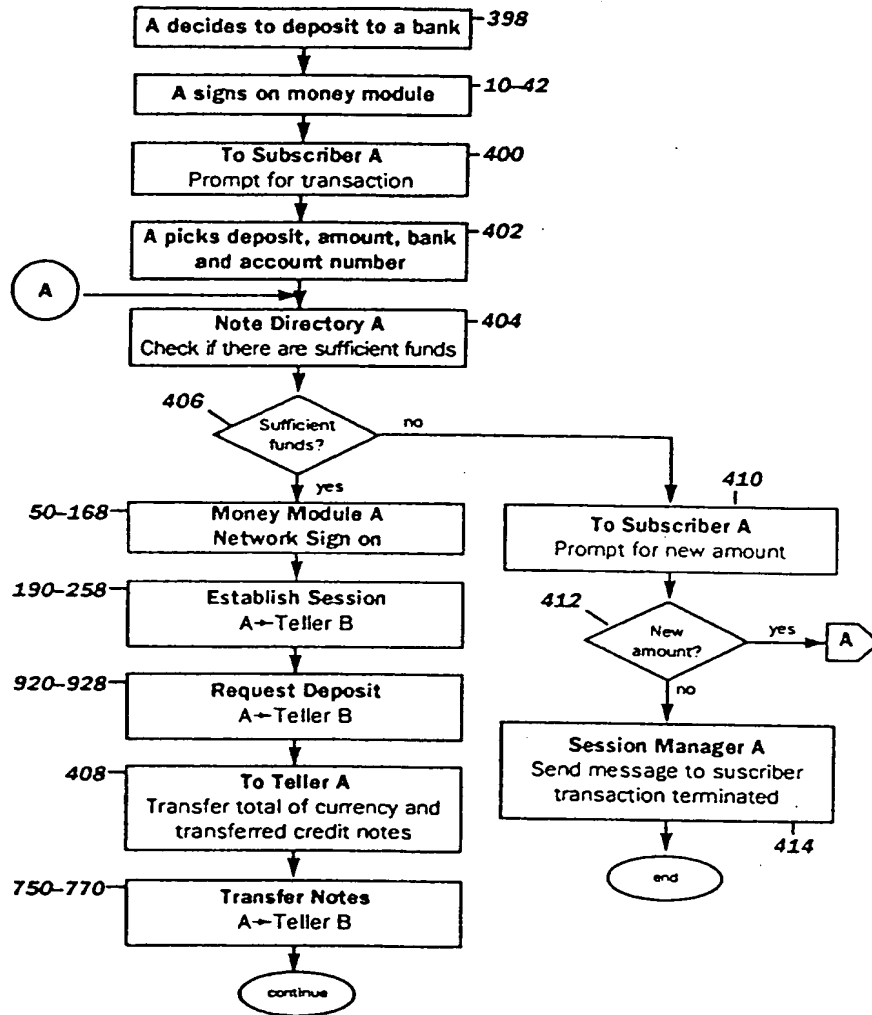 A decides to deposit to a bank
398
A signs on money module
10–42
To Subscriber A
Prompt for transaction
400
A picks deposit, amount, bank
and account number
402
A
Note Directory A
Check if there are sufficient funds
404
406
Sufficient
funds?
no
yes
50–168
Money Module A
Network Sign on
190–258
Establish Session
A→Teller B
920–928
Request Deposit
A→Teller B
408
To Teller A
Transfer total of currency and
transferred credit notes
750–770
Transfer Notes
A→Teller B
continue
410
To Subscriber A
Prompt for new amount
412
New
amount?
yes
A
no
Session Manager A
Send message to suscriber
transaction terminated
414
end